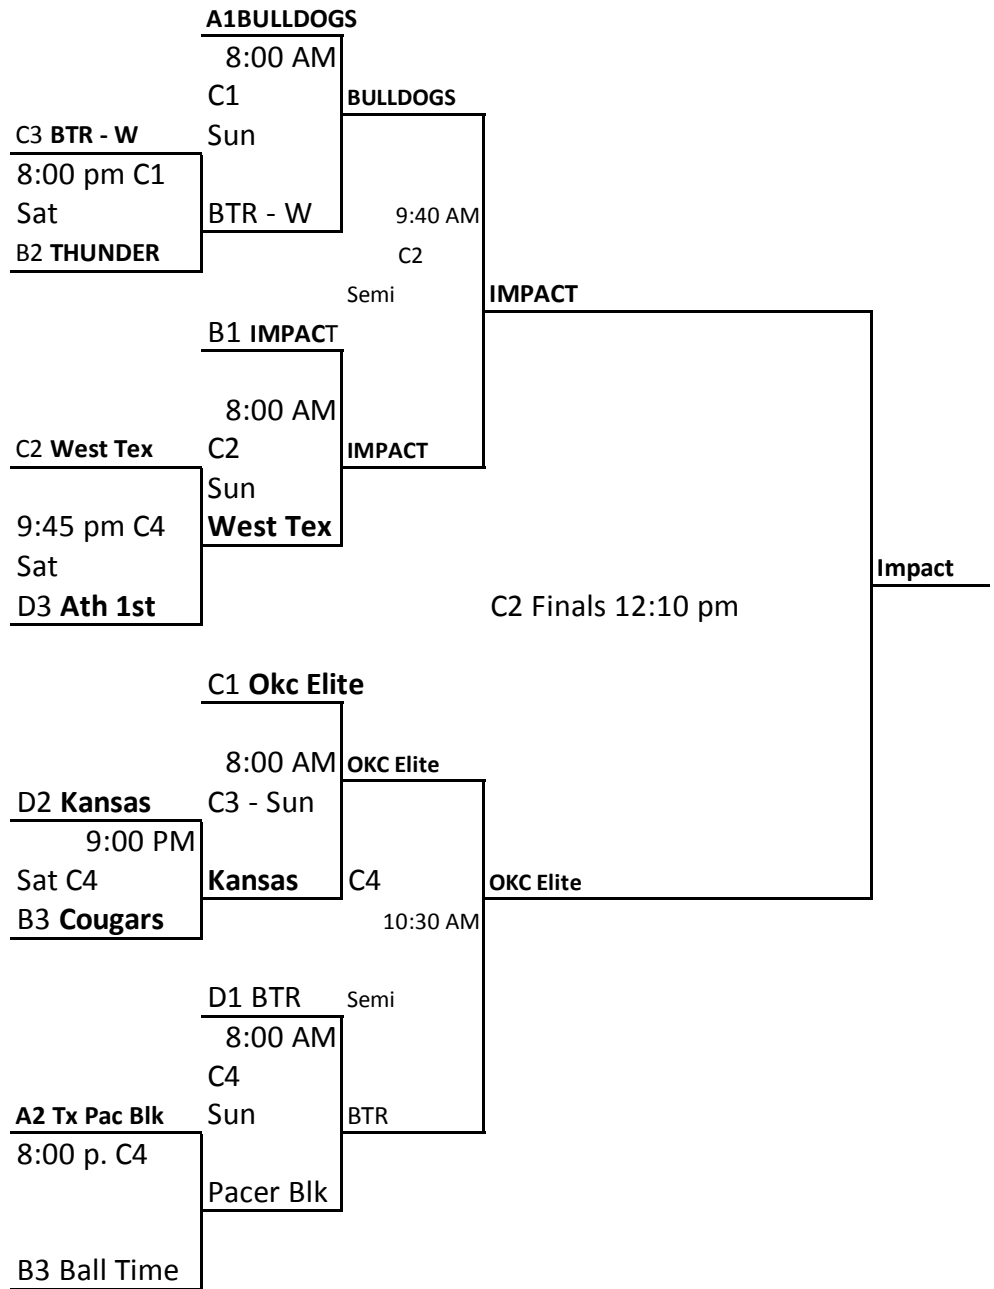 A1BULLDOGS
8:00 AM
C1
BULLDOGS
C3 BTR - W
Sun
8:00 pm C1
Sat
BTR - W
9:40 AM
B2 THUNDER
C2
Semi
IMPACT
B1 IMPACT
8:00 AM
C2 West Tex
C2
IMPACT
Sun
9:45 pm C4
West Tex
Sat
Impact
D3 Ath 1st
C2 Finals 12:10 pm
C1 Okc Elite
8:00 AM
OKC Elite
D2 Kansas
C3 - Sun
9:00 PM
Sat C4
Kansas
C4
OKC Elite
B3 Cougars
10:30 AM
D1 BTR
Semi
8:00 AM
C4
A2 Tx Pac Blk
Sun
BTR
8:00 p. C4
Pacer Blk
B3 Ball Time